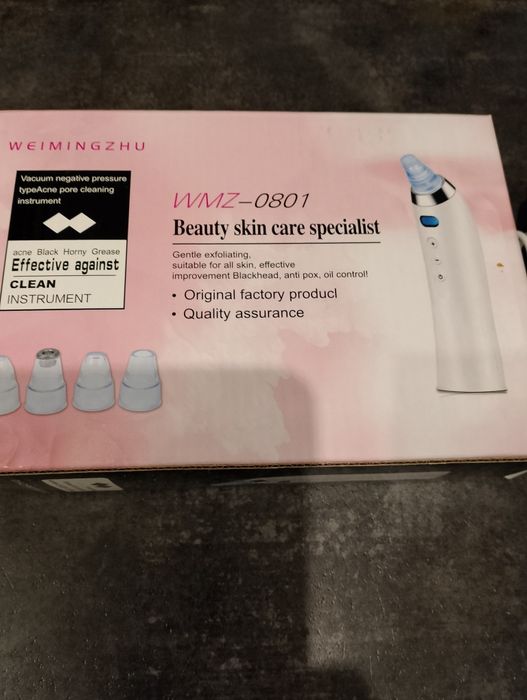 WEIMINGZHU
Vacuum negative pressure
typeAcne pore cleaning
instrument
acne Black Horny Grease
Effective against
CLEAN
INSTRUMENT
WMZ-0801
Beauty skin care specialist
Gentle exfoliating,
suitable for all skin, effective
improvement Blackhead, anti pox, oil control!
• Original factory producl
• Quality assurance